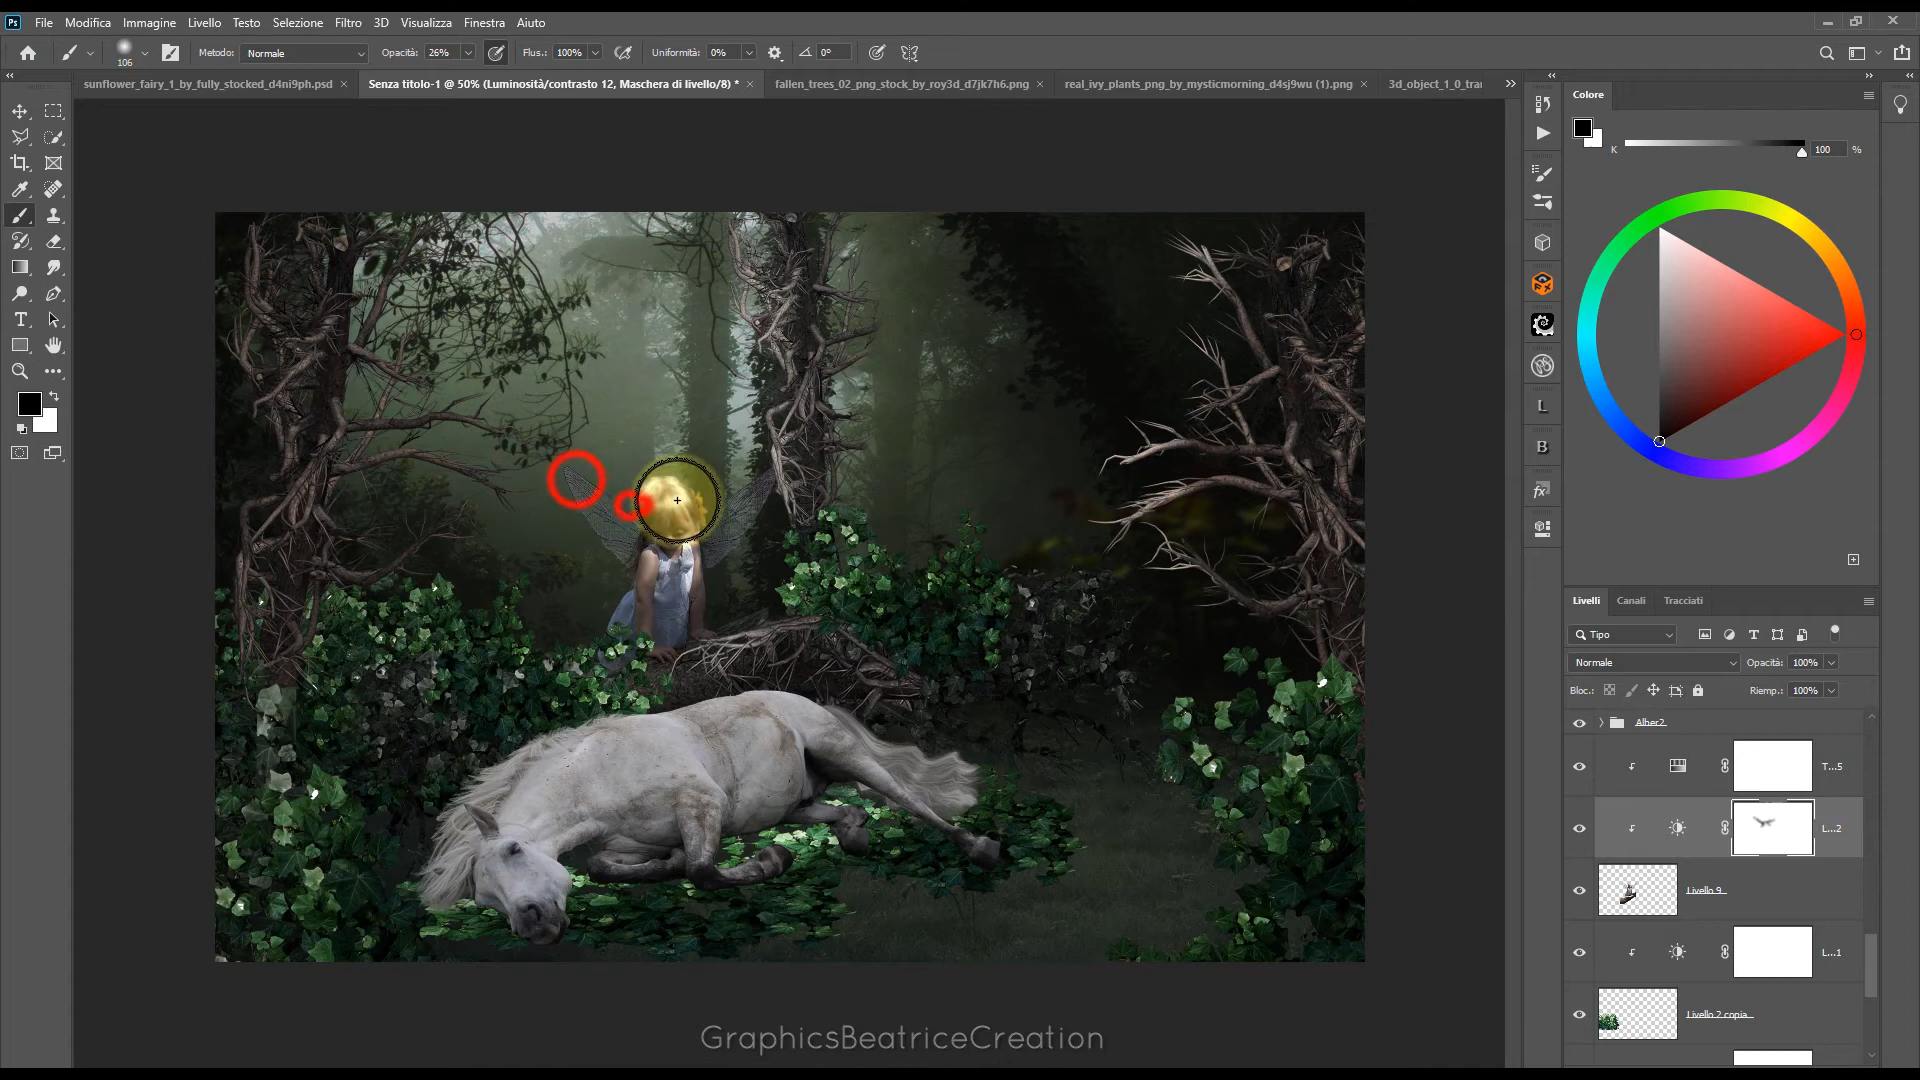 Ps File Modifica Immagine Livello Testo Selezione Filtro 3D Visualizza Finestra Aiuto
106 Metodo: Normale Opacità: 26% Flus.: 100% Uniformità: 0% 0°
sunflower_fairy_1_by_fully_stocked_d4ni9ph.psd × Senza titolo-1 @ 50% (Luminosità/contrasto 12, Maschera di livello/8) * × fallen_trees_02_png_stock_by_roy3d_d7jk7h6.png × real_ivy_plants_png_by_mysticmorning_d4sj9wu (1).png × 3d_object_1_0_tran
Colore
K 100 %
L
B
fx
Livelli Canali Tracciati
Tipo
Normale Opacità: 100%
Bloc.: Riemp.: 100%
Alber2
T...5
L...2
Livello 9
L...1
Livello 2 copia
GraphicsBeatriceCreation